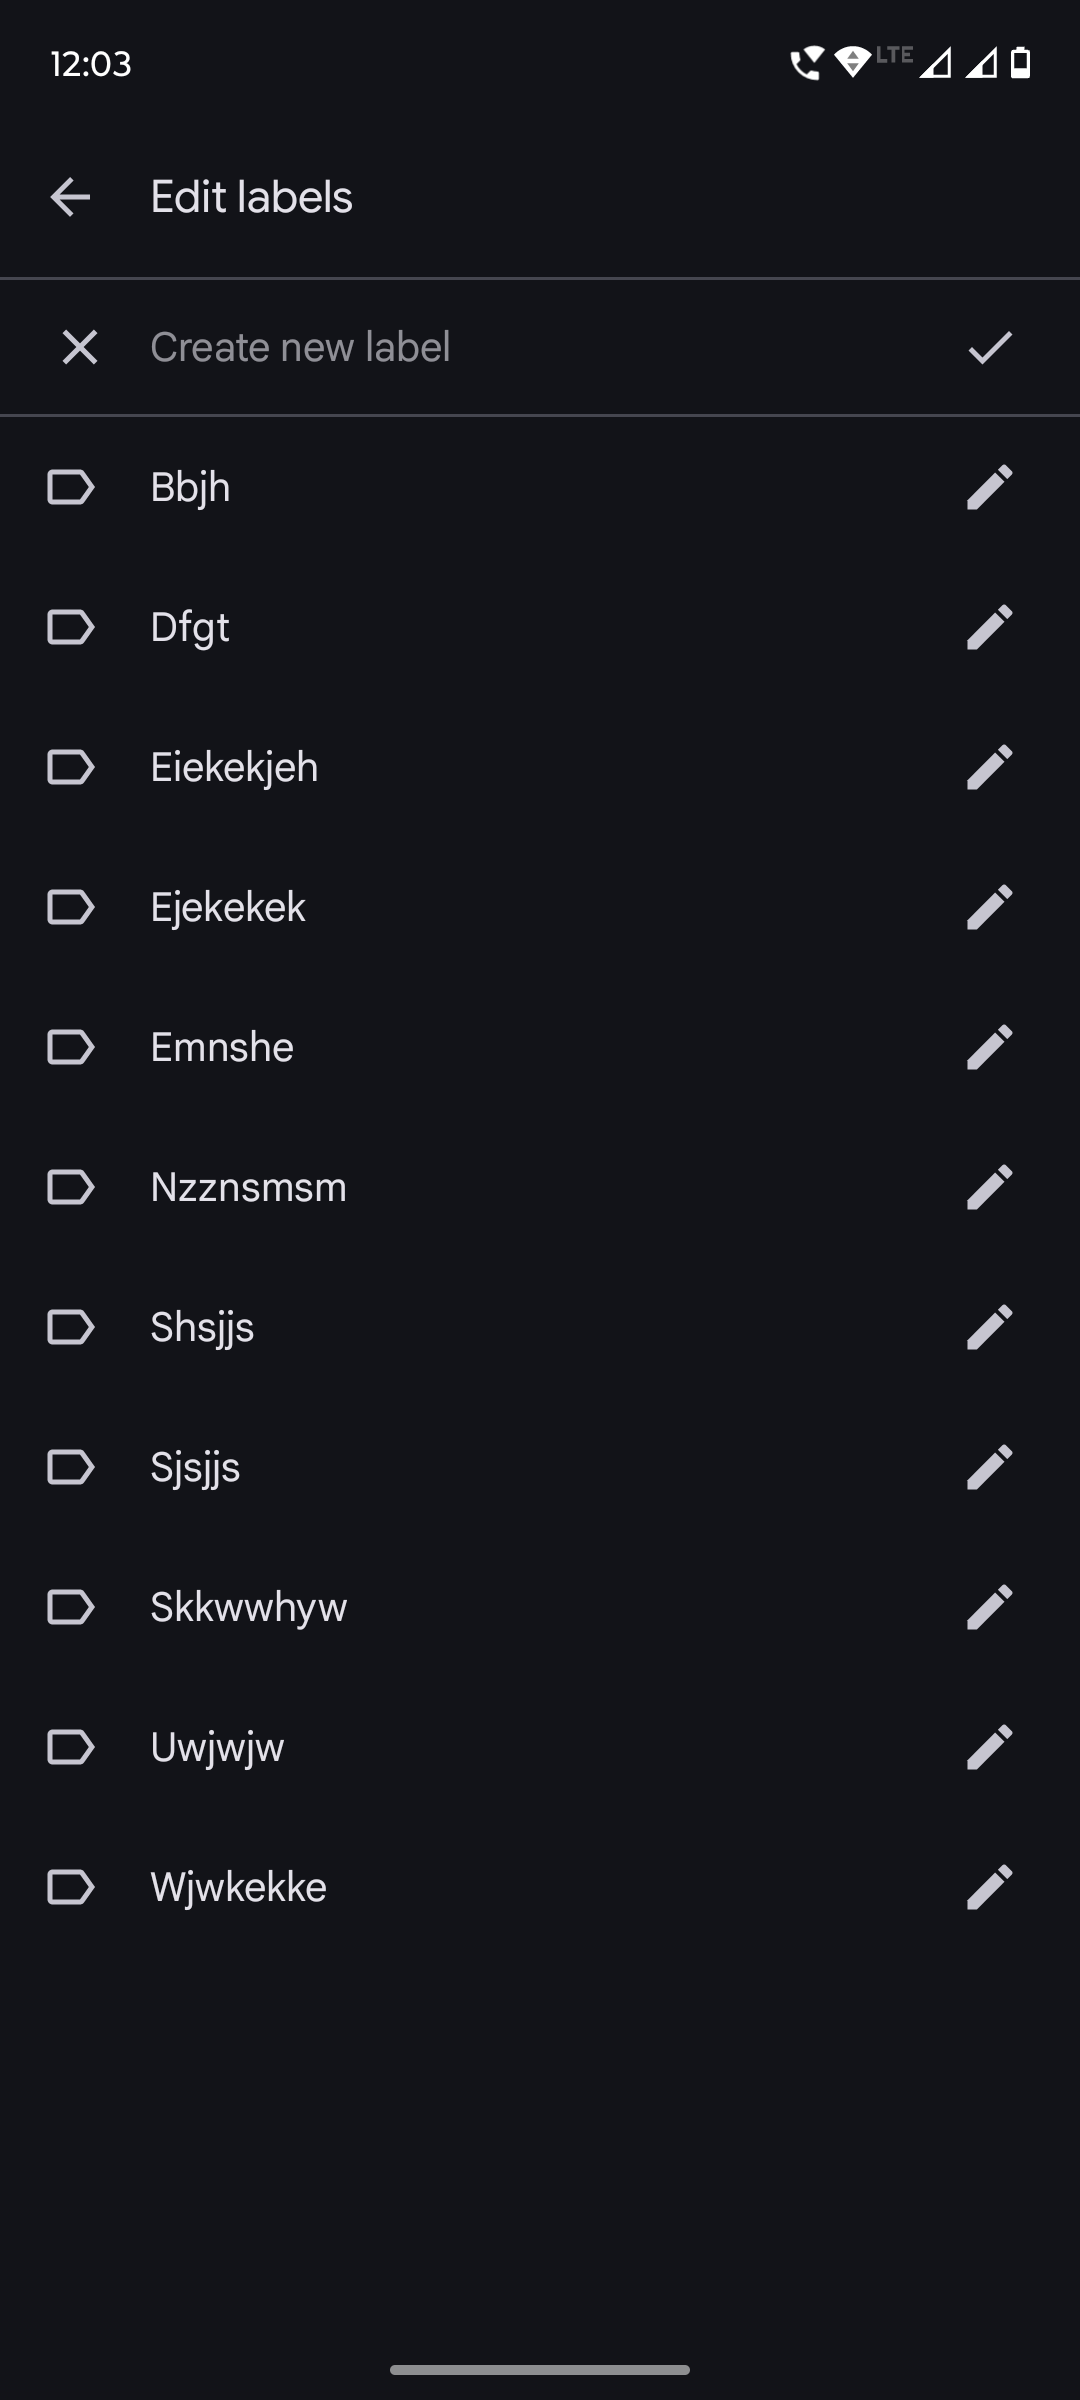 12:03
LTE
Edit labels
Create new label
Bbjh
Dfgt
Eiekekjeh
Ejekekek
Emnshe
Nzznsmsm
Shsjjs
Sjsjjs
Skkwwhyw
Uwjwjw
Wjwkekke